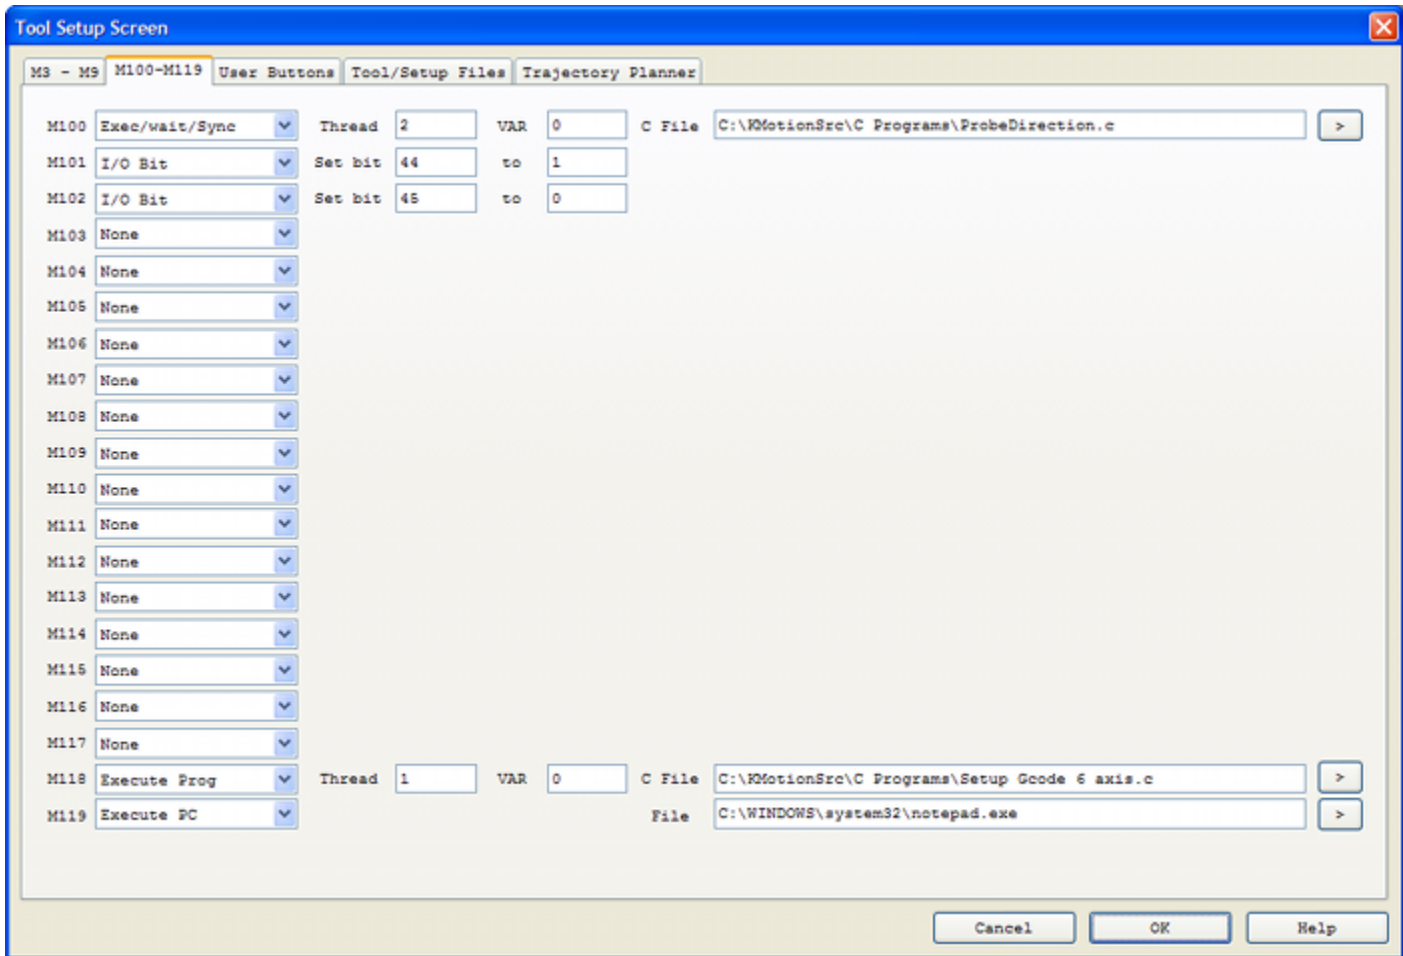 Tool Setup Screen
M3 - M9 M100-M119 User Buttons Tool/Setup Files Trajectory Planner
M100 Exec/wait/Sync Thread 2 VAR 0 C File C:\KMotionSrc\C Programs\ProbeDirection.c >
M101 I/O Bit Set bit 44 to 1
M102 I/O Bit Set bit 45 to 0
M103 None
M104 None
M105 None
M106 None
M107 None
M108 None
M109 None
M110 None
M111 None
M112 None
M113 None
M114 None
M115 None
M116 None
M117 None
M118 Execute Prog Thread 1 VAR 0 C File C:\KMotionSrc\C Programs\Setup Gcode 6 axis.c >
M119 Execute PC File C:\WINDOWS\system32\notepad.exe >
Cancel OK Help